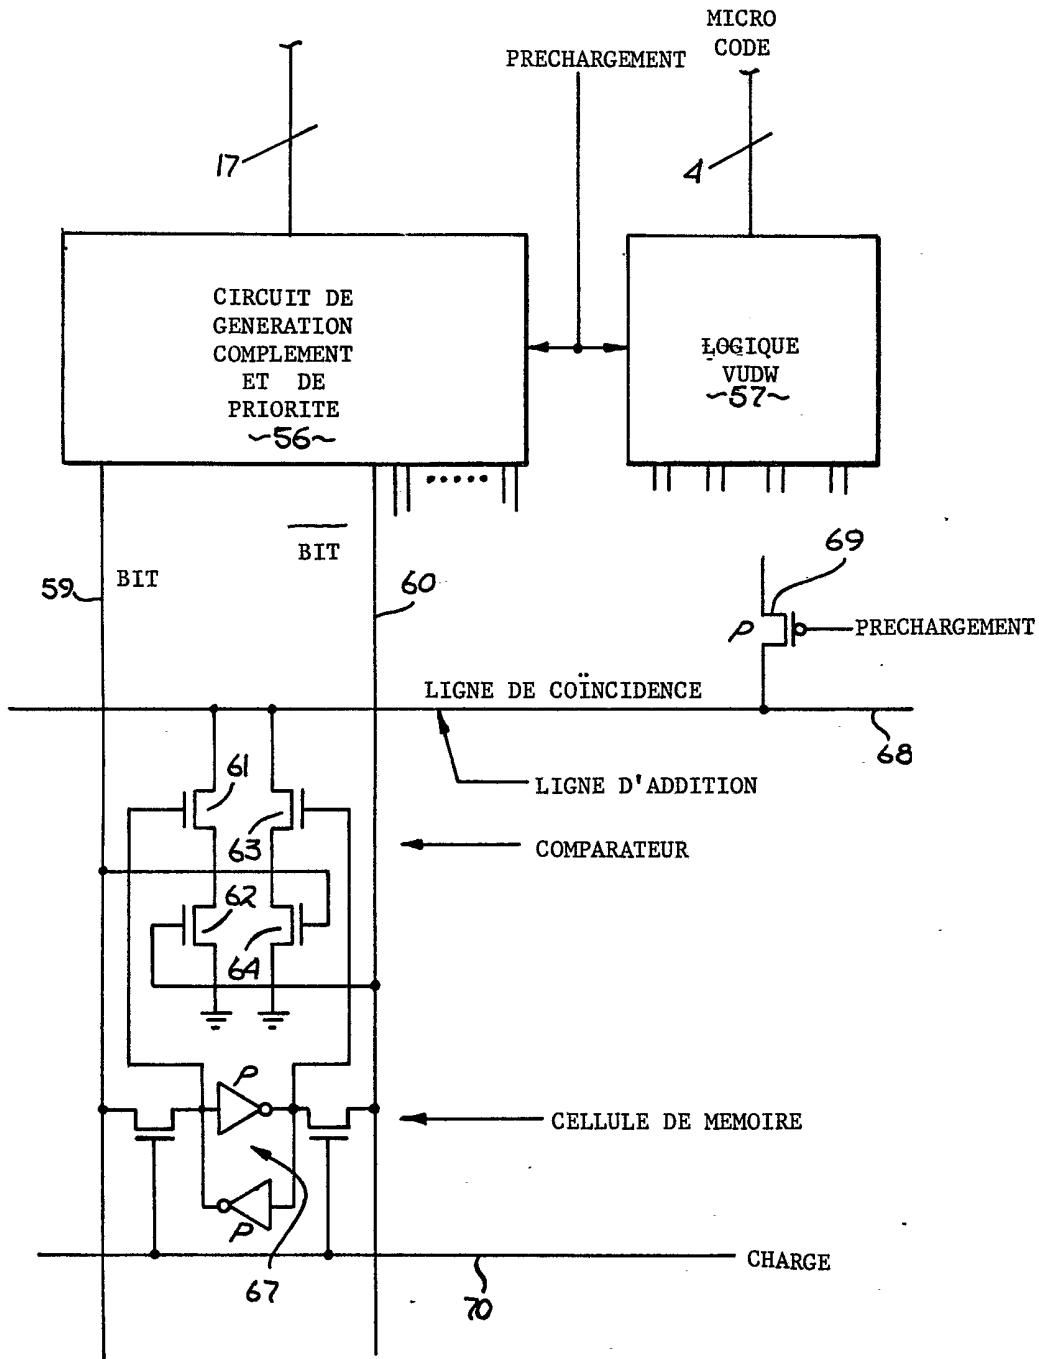 MICRO
CODE
PRECHARGEMENT
17
4
CIRCUIT DE
GENERATION
COMPLEMENT
ET DE
PRIORITE
~56~
LOGIQUE
VUDW
~57~
BIT
59
BIT
60
69
P
PRECHARGEMENT
LIGNE DE COÏNCIDENCE
68
61
LIGNE D'ADDITION
63
COMPARATEUR
62
64
P
CELLULE DE MEMOIRE
P
67
70
CHARGE